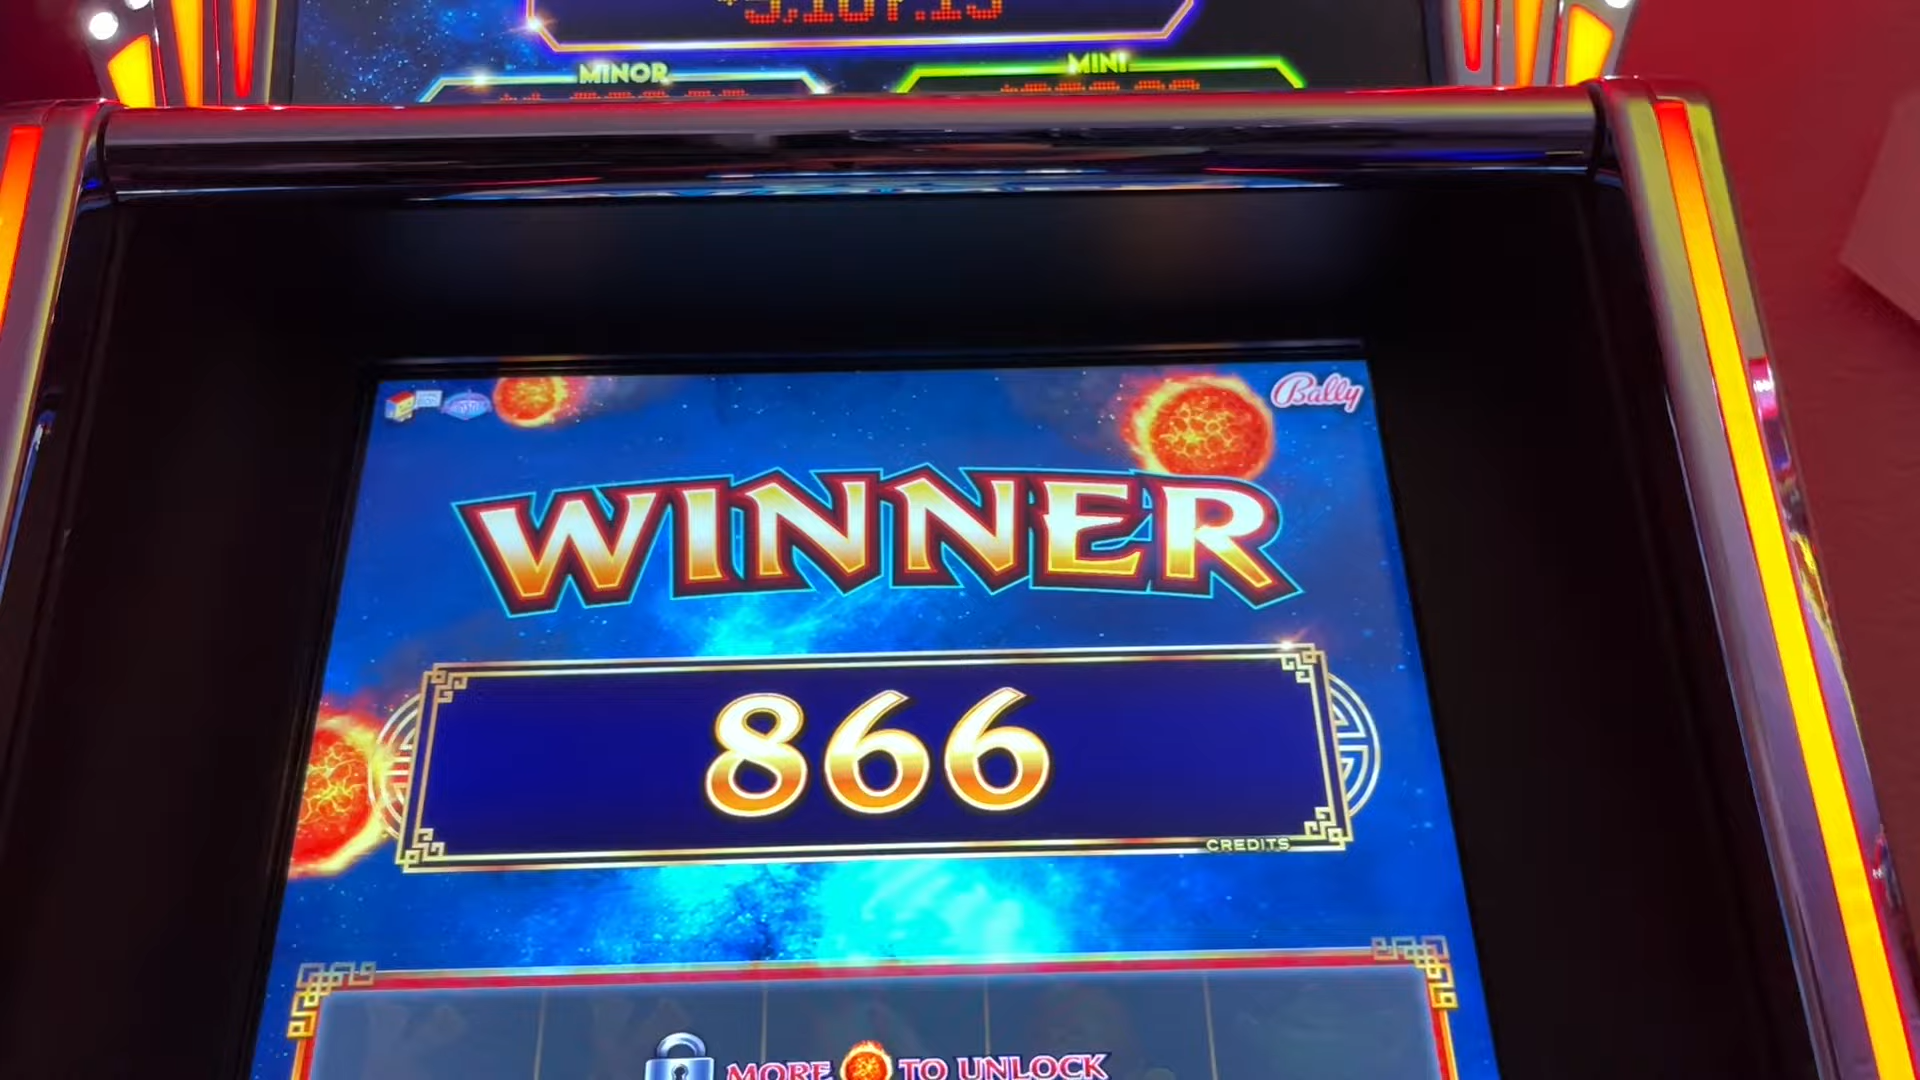 MINOR
MINI
Bally
WINNER
866
CREDITS
MORE TO UNLOCK